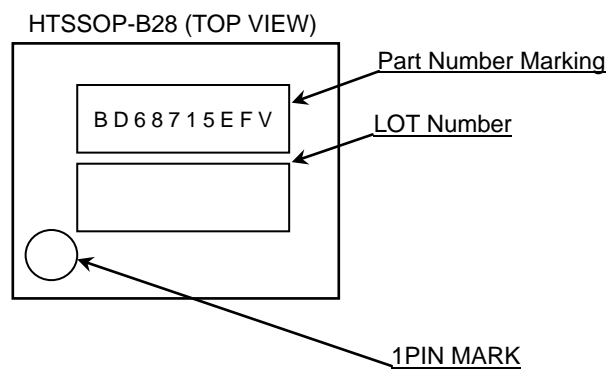 HTSSOP-B28 (TOP VIEW)
Part Number Marking
BD68715EFV
LOT Number
1PIN MARK